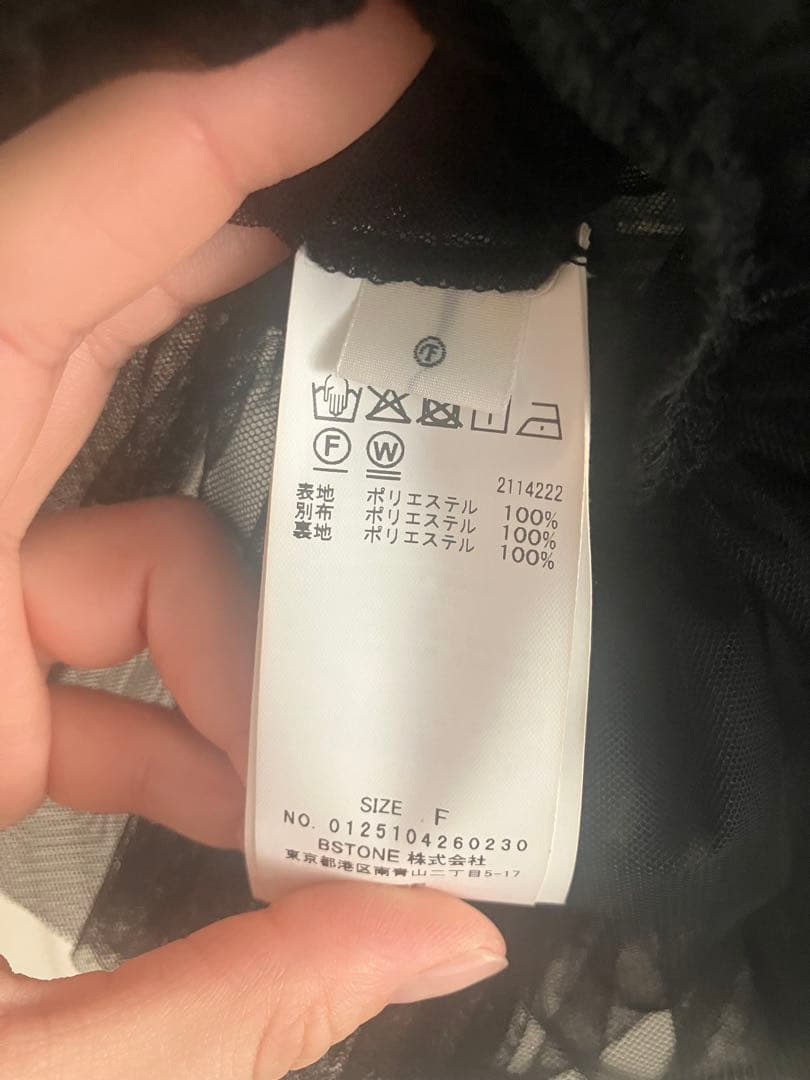 F
F W
2114222
表地 ポリエステル 100%
別布 ポリエステル 100%
裏地 ポリエステル 100%
SIZE F
NO. 0125104260230
BSTONE 株式会社
東京都港区南青山二丁目5-17